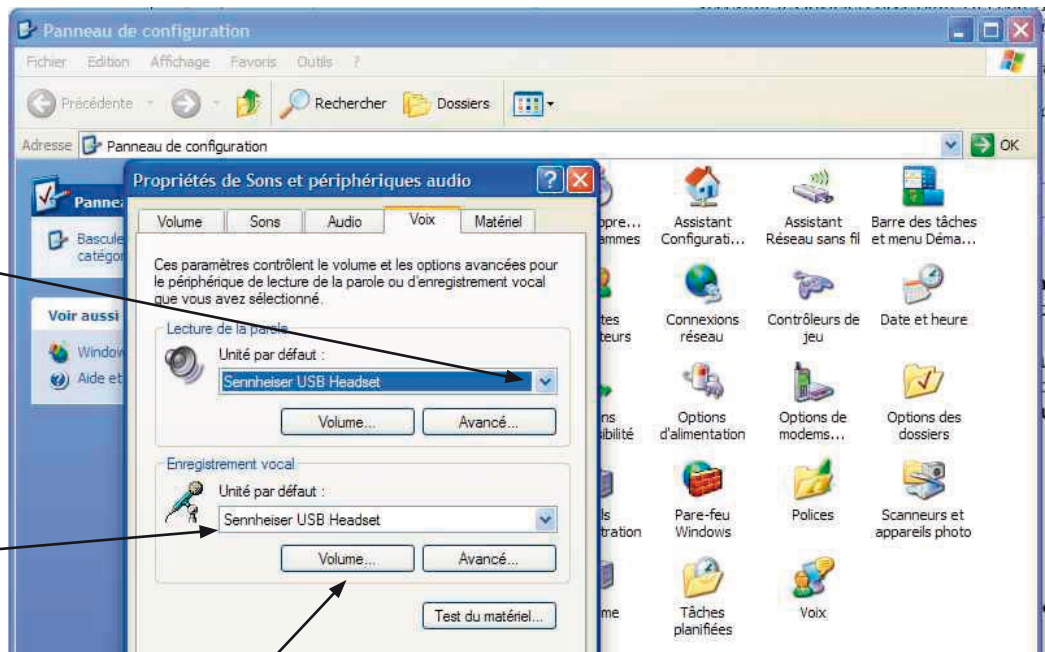 Panneau de configuration
Fichier Edition Affichage Favoris Outils ?
Précédente Rechercher Dossiers
Adresse Panneau de configuration OK
Propriétés de Sons et périphériques audio
Volume Sons Audio Voix Matériel
Ces paramètres contrôlent le volume et les options avancées pour
le périphérique de lecture de la parole ou d'enregistrement vocal
que vous avez sélectionné.
Lecture de la parole
Unité par défaut :
Sennheiser USB Headset
Volume... Avancé...
Enregistrement vocal
Unité par défaut :
Sennheiser USB Headset
Volume... Avancé...
Test du matériel...
Panne
Bascule
catégor
Voir aussi
Window
Aide et
Assistant
Configurati...
Assistant
Réseau sans fil
Barre des tâches
et menu Déma...
Connexions
réseau
Contrôleurs de
jeu
Date et heure
Options
d'alimentation
Options de
modems...
Options des
dossiers
Pare-feu
Windows
Polices
Scanneurs et
appareils photo
Tâches
planifiées
Voix